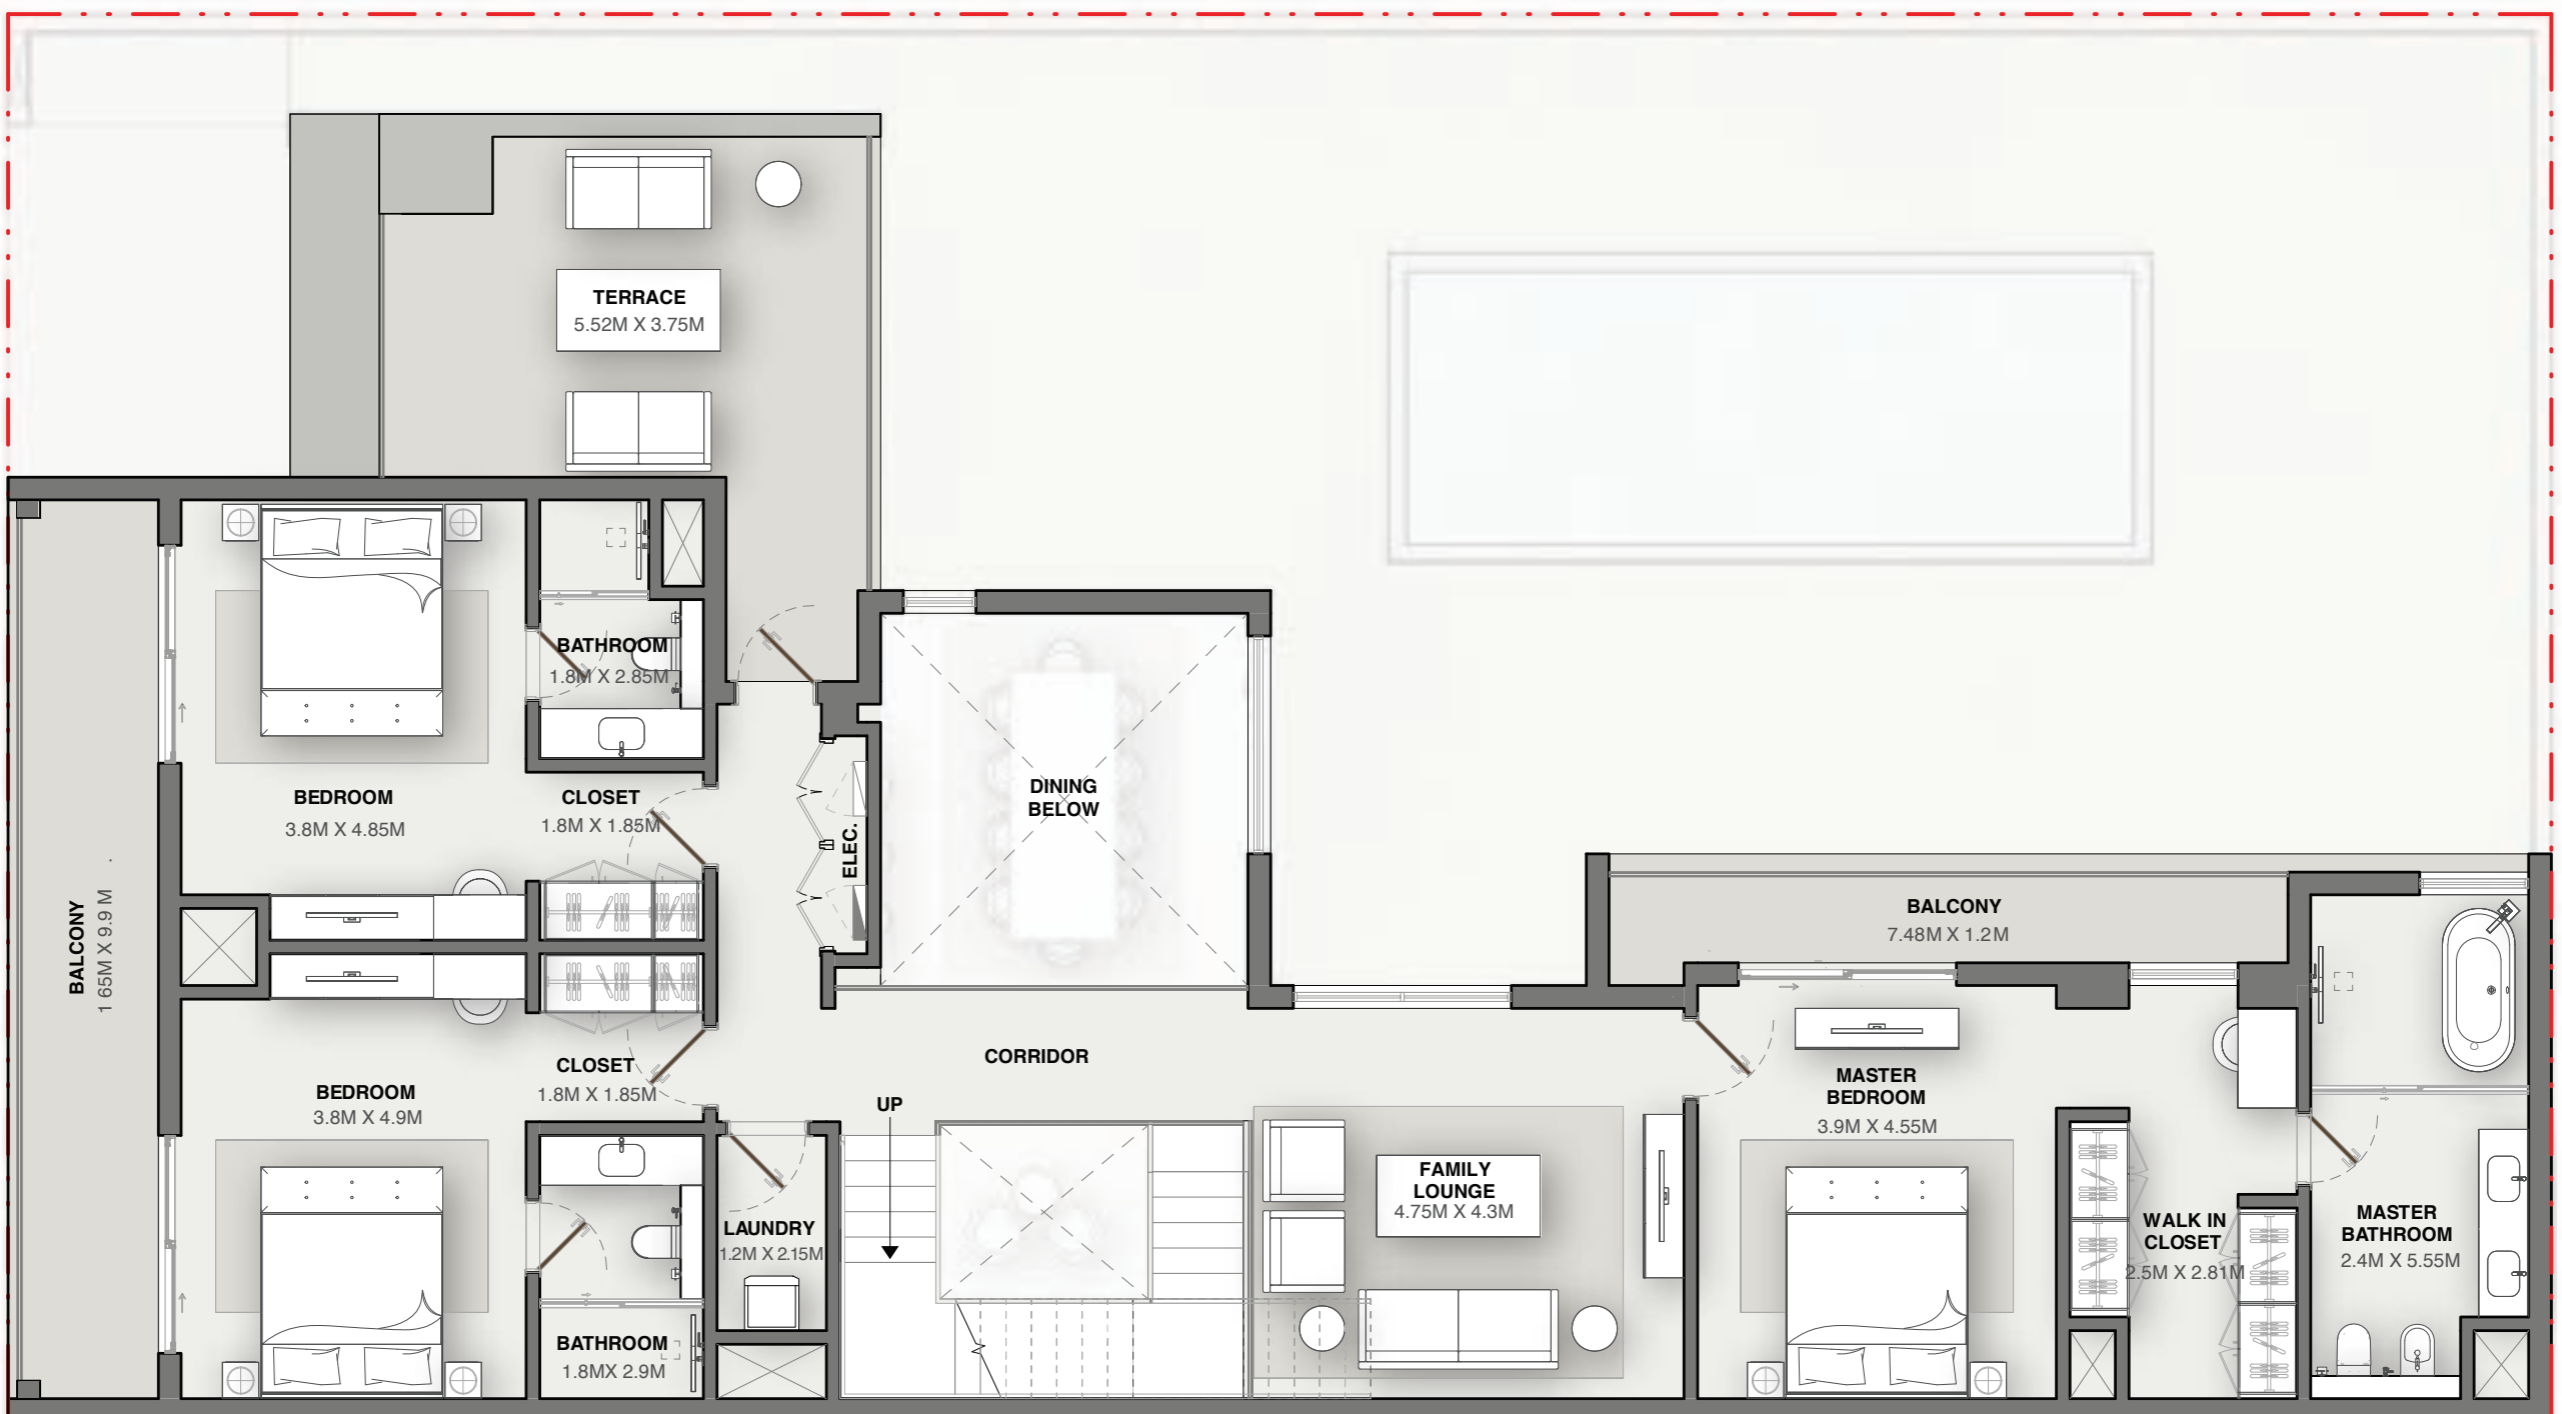 TERRACE
5.52M X 3.75M
BATHROOM
1.8M X 2.85M
BEDROOM
3.8M X 4.85M
CLOSET
1.8M X 1.85M
ELEC.
DINING
BELOW
BALCONY
1 65M X 9.9 M
BALCONY
7.48M X 1.2M
CORRIDOR
CLOSET
1.8M X 1.85M
BEDROOM
3.8M X 4.9M
UP
MASTER
BEDROOM
3.9M X 4.55M
FAMILY
LOUNGE
4.75M X 4.3M
LAUNDRY
1.2M X 2.15M
WALK IN
CLOSET
2.5M X 2.81M
MASTER
BATHROOM
2.4M X 5.55M
BATHROOM
1.8MX 2.9M